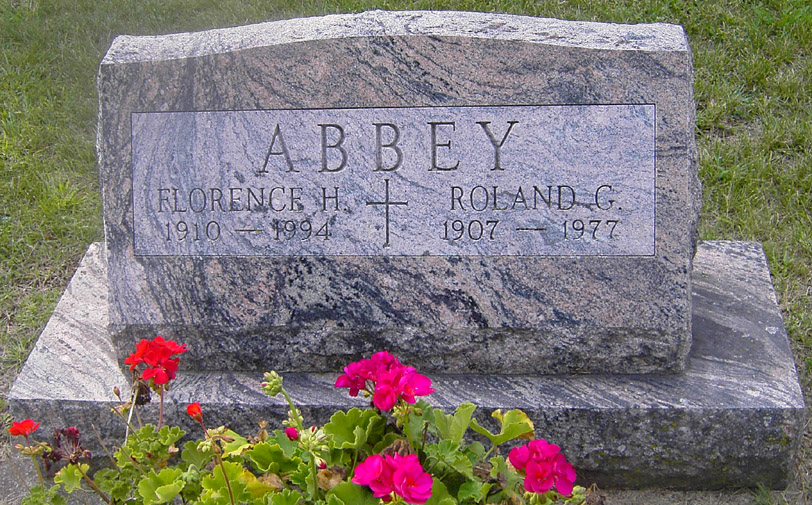 ABBEY
FLORENCE H. ROLAND G.
1910 — 1994 1907 — 1977